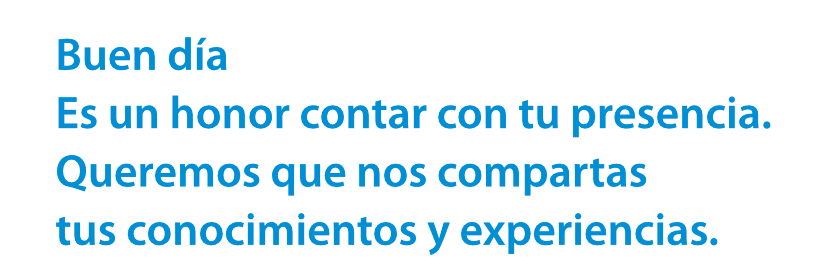 Buen día
Es un honor contar con tu presencia.
Queremos que nos compartas
tus conocimientos y experiencias.